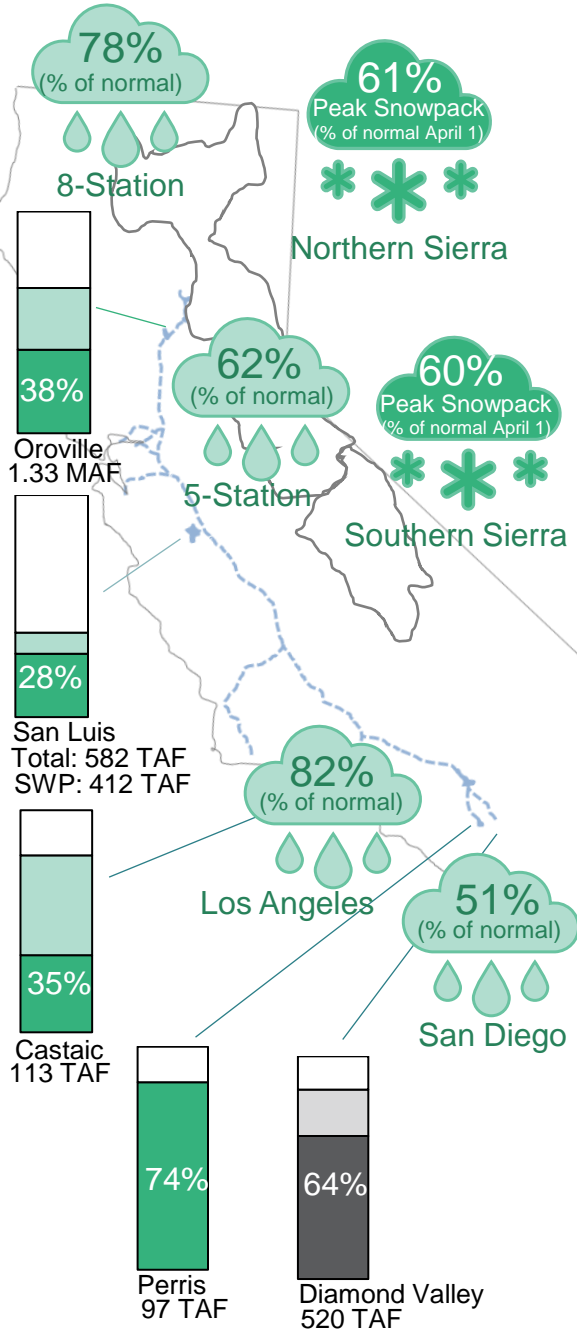 78%
(% of normal)
8-Station
61%
Peak Snowpack
(% of normal April 1)
Northern Sierra
38%
Oroville
1.33 MAF
62%
(% of normal)
5-Station
60%
Peak Snowpack
(% of normal April 1)
Southern Sierra
28%
San Luis
Total: 582 TAF
SWP: 412 TAF
82%
(% of normal)
Los Angeles
35%
Castaic
113 TAF
51%
(% of normal)
San Diego
74%
Perris
97 TAF
64%
Diamond Valley
520 TAF